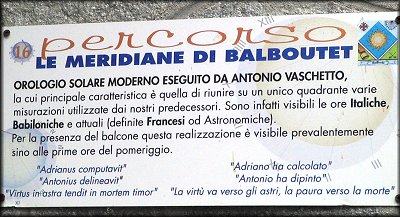 16 percorso
LE MERIDIANE DI BALBOUTET
OROLOGIO SOLARE MODERNO ESEGUITO DA ANTONIO VASCHETTO,
la cui principale caratteristica è quella di riunire su un unico quadrante varie
misurazioni utilizzate dai nostri predecessori. Sono infatti visibili le ore Italiche,
Babiloniche e attuali (definite Francesi od Astronomiche).
Per la presenza del balcone questa realizzazione è visibile prevalentemente
sino alle prime ore del pomeriggio.
"Adrianus computavit" "Adriano ha calcolato"
"Antonius delineavit" "Antonio ha dipinto"
"Virtus in astra tendit in mortem timor" "La virtù va verso gli astri, la paura verso la morte"
XIII
XI
III